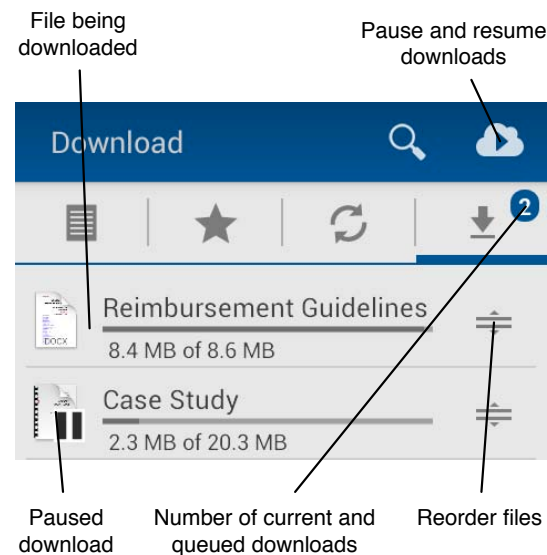 File being
downloaded
Pause and resume
downloads
Download
2
Reimbursement Guidelines
DOCX
8.4 MB of 8.6 MB
Case Study
2.3 MB of 20.3 MB
Paused
download
Number of current and
queued downloads
Reorder files